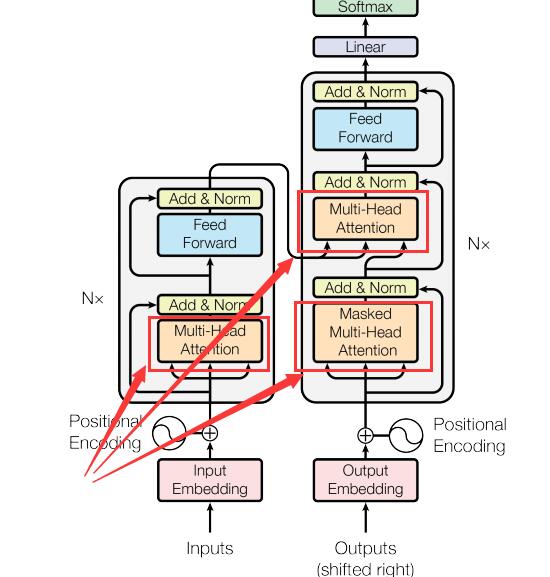 Softmax
Linear
Add & Norm
Feed
Forward
Add & Norm
Multi-Head
Attention
Add & Norm
Masked
Multi-Head
Attention
N×
Add & Norm
Feed
Forward
Add & Norm
Multi-Head
Attention
N×
Positional
Encoding
Positional
Encoding
Input
Embedding
Output
Embedding
Inputs
Outputs
(shifted right)